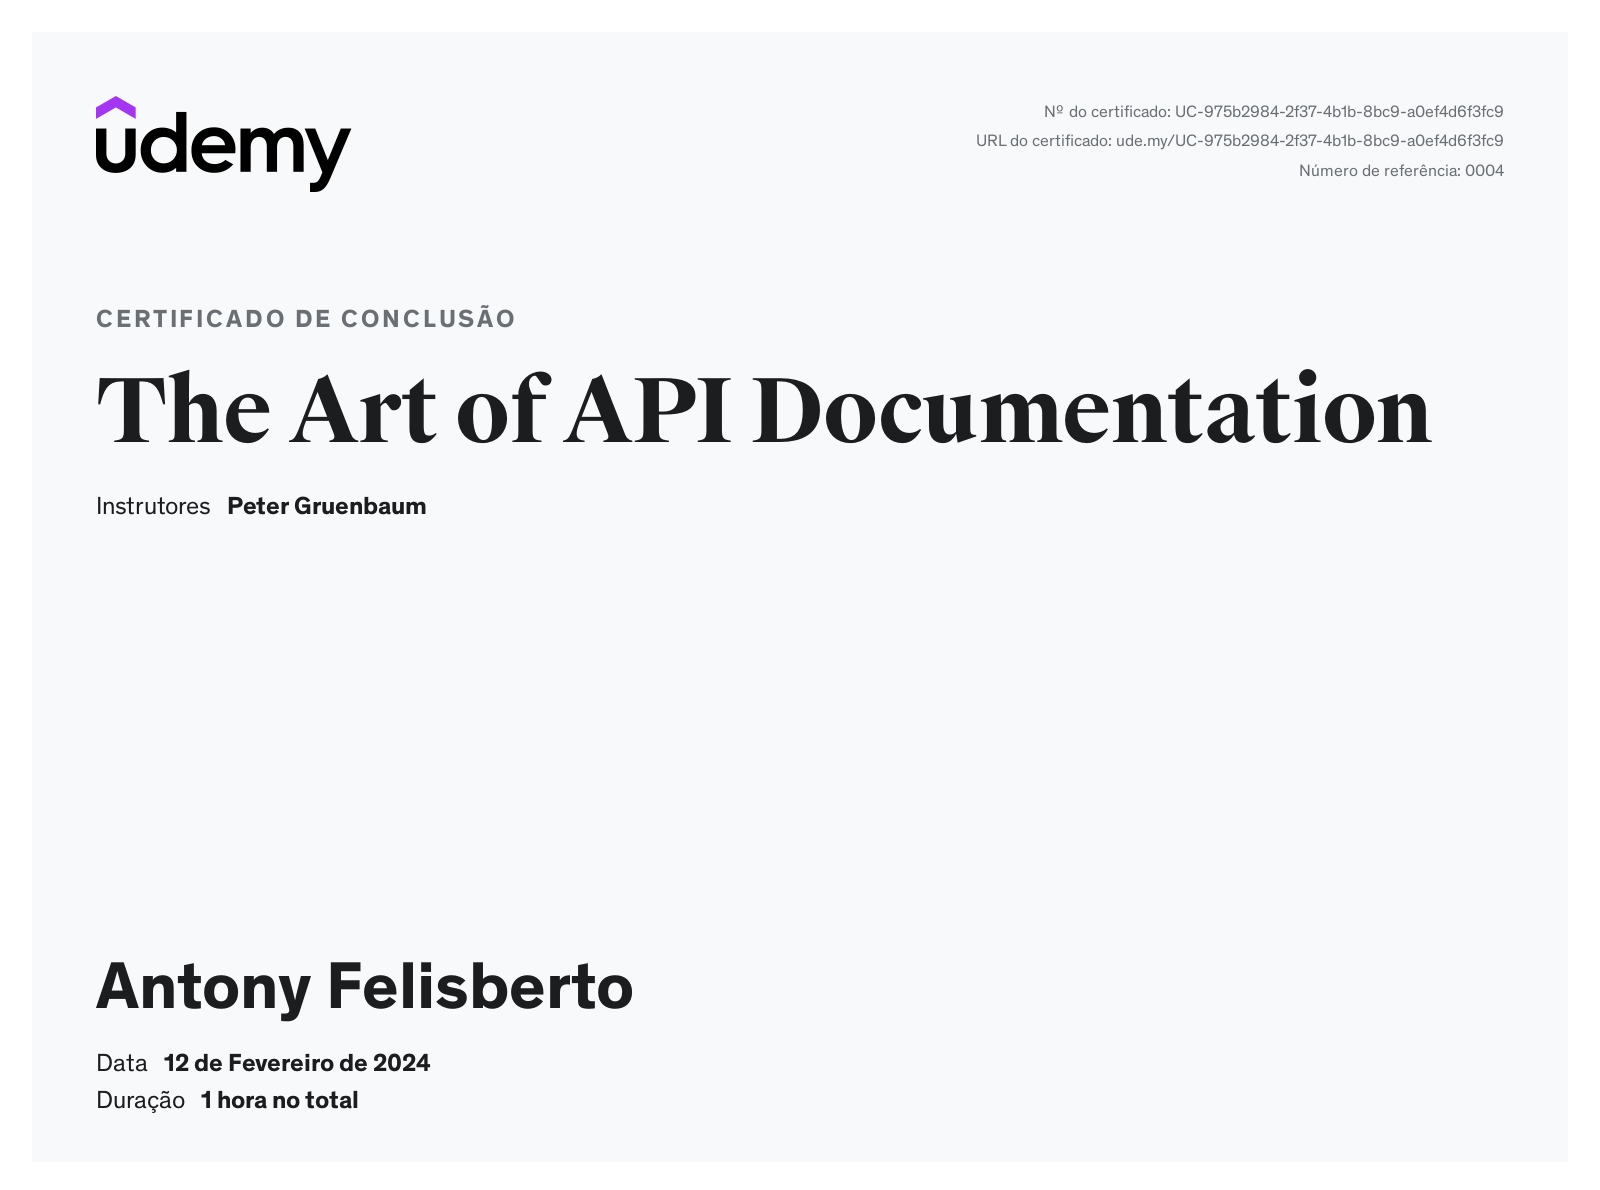 udemy
Nº do certificado: UC-975b2984-2f37-4b1b-8bc9-a0ef4d6f3fc9
URL do certificado: ude.my/UC-975b2984-2f37-4b1b-8bc9-a0ef4d6f3fc9
Número de referência: 0004
CERTIFICADO DE CONCLUSÃO
The Art of API Documentation
Instrutores Peter Gruenbaum
Antony Felisberto
Data 12 de Fevereiro de 2024
Duração 1 hora no total